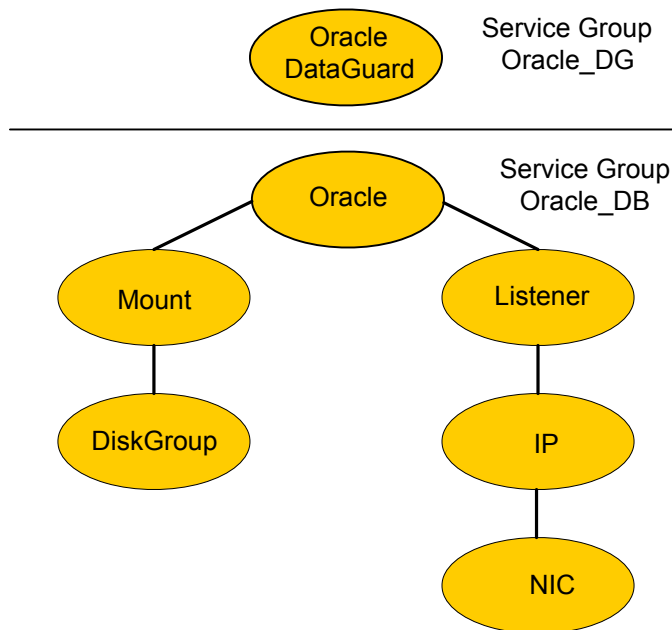 Oracle
DataGuard
Service Group
Oracle_DG
Service Group
Oracle_DB
Oracle
Mount
Listener
DiskGroup
IP
NIC